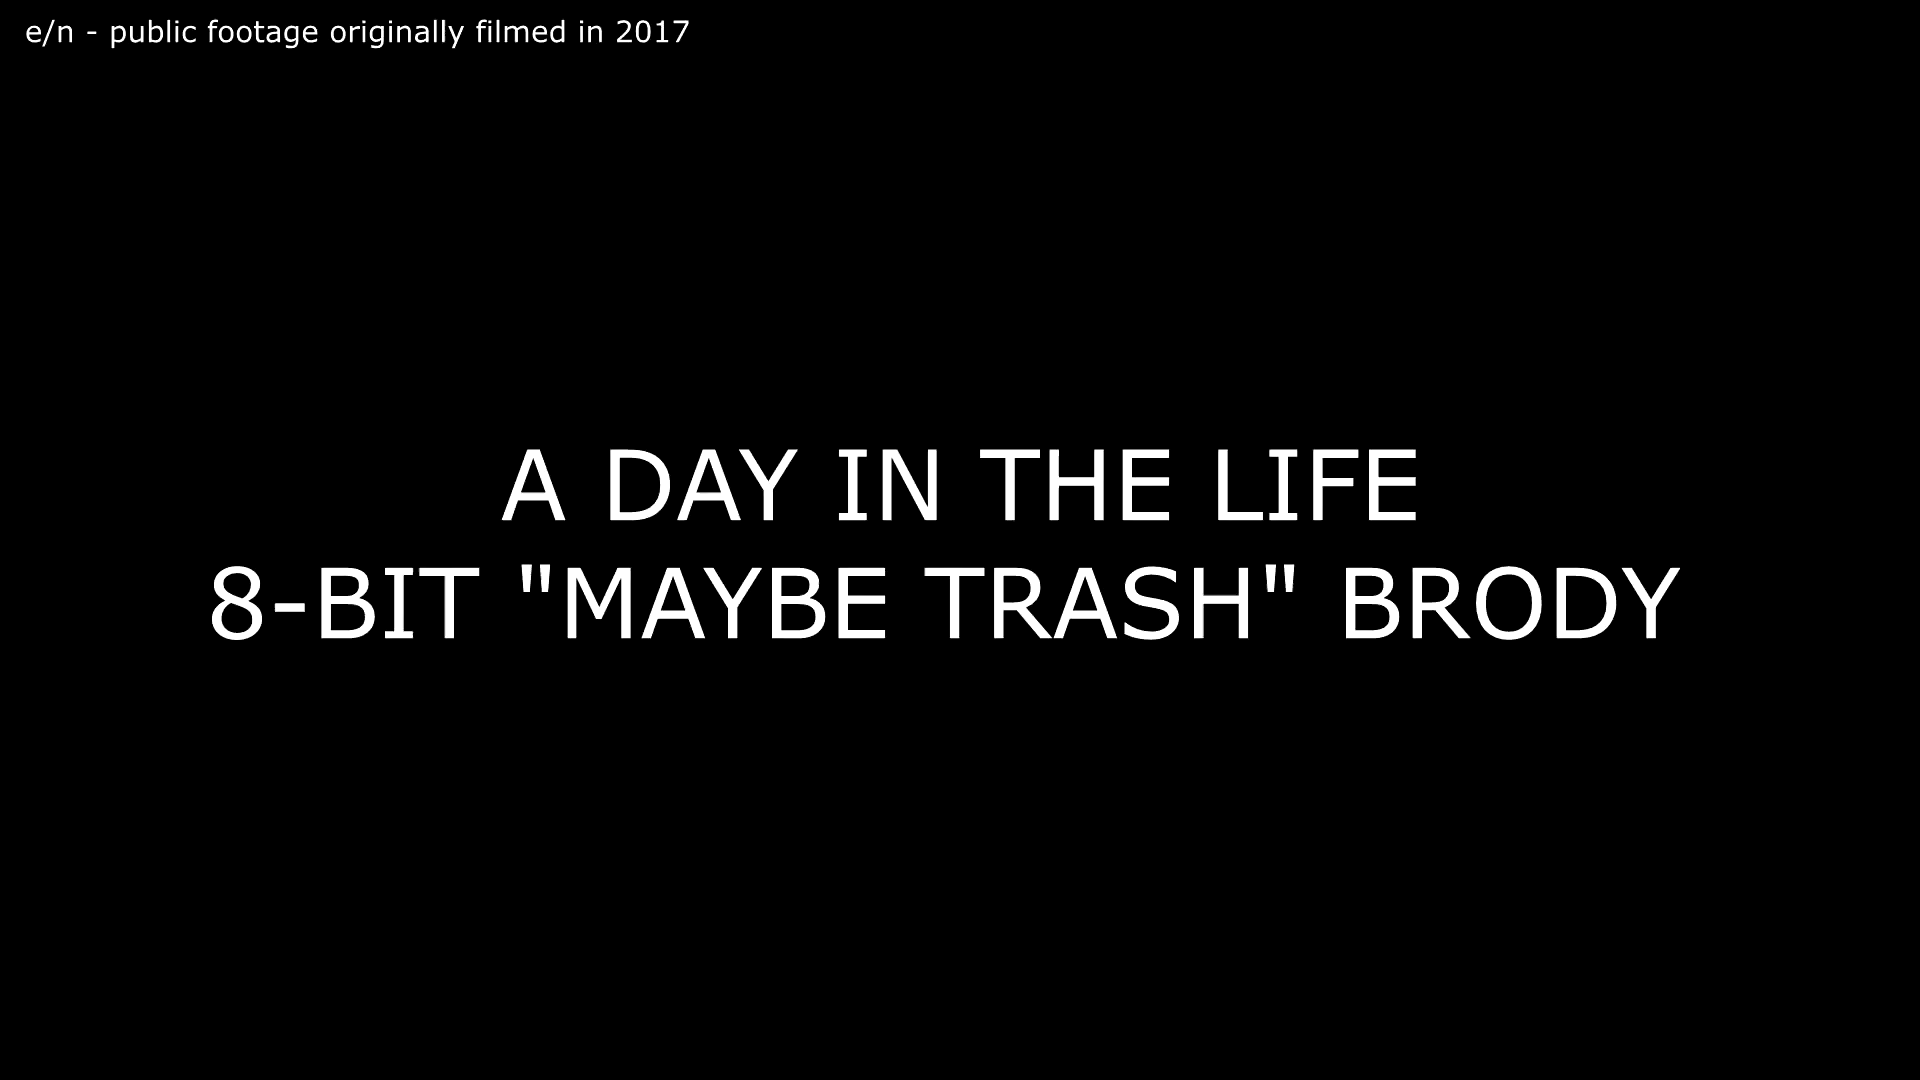 e/n - public footage originally filmed in 2017
A DAY IN THE LIFE
8-BIT "MAYBE TRASH" BRODY